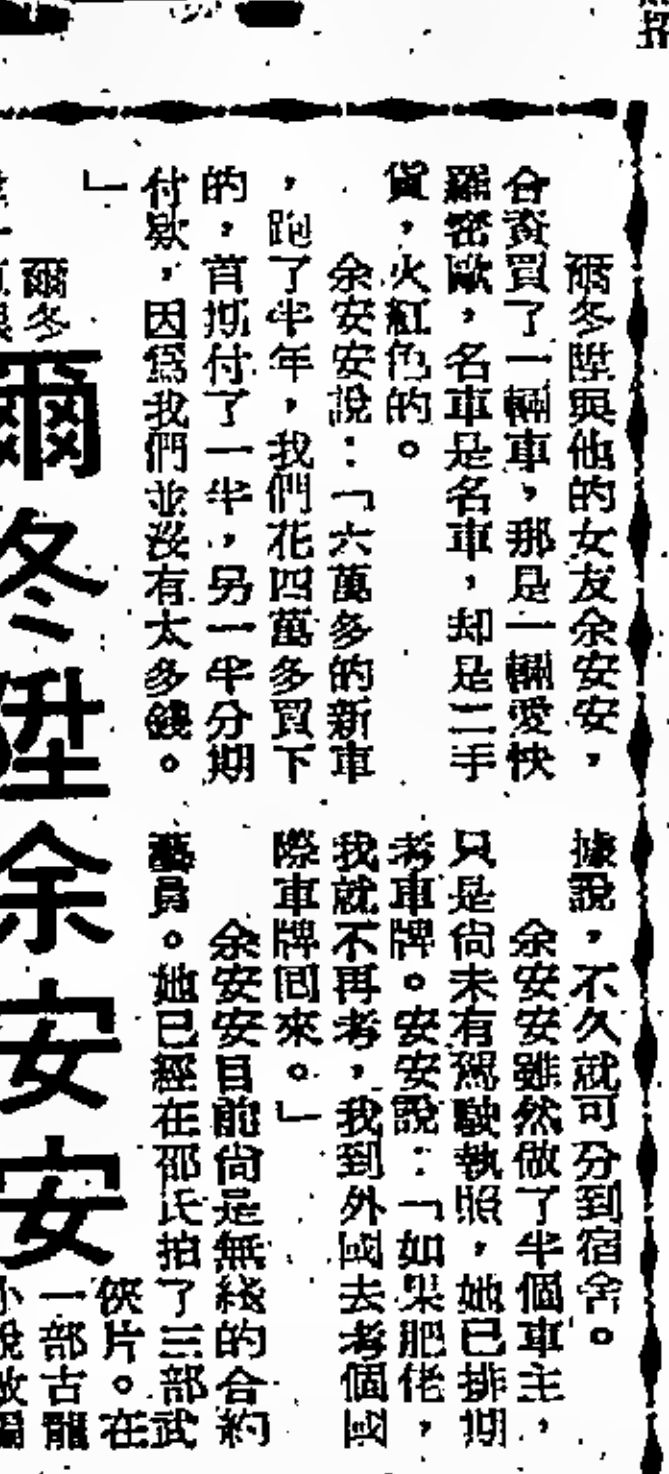 爾冬陞與他的女友余安安，
合資買了一輛車，那是一輛愛快
羅密歐，名車是名車，却是二手
貨，火紅色的。
余安安說：「六萬多的新車
，跑了半年，我們花四萬多買下
的，首期付了一半，另一半分期
付欵，因爲我們並沒有太多錢。
」
據說，不久就可分到宿舍。
余安安雖然做了半個車主，
只是尙未有駕駛執照，她已排期
考車牌。安安說：「如果肥佬，
我就不再考，我到外國去考個國
際車牌回來。」
余安安目前尙是無綫的合約
藝員。她已經在邵氏拍了三部武
俠片。在
一部古龍
爾冬
爾冬陞余安安